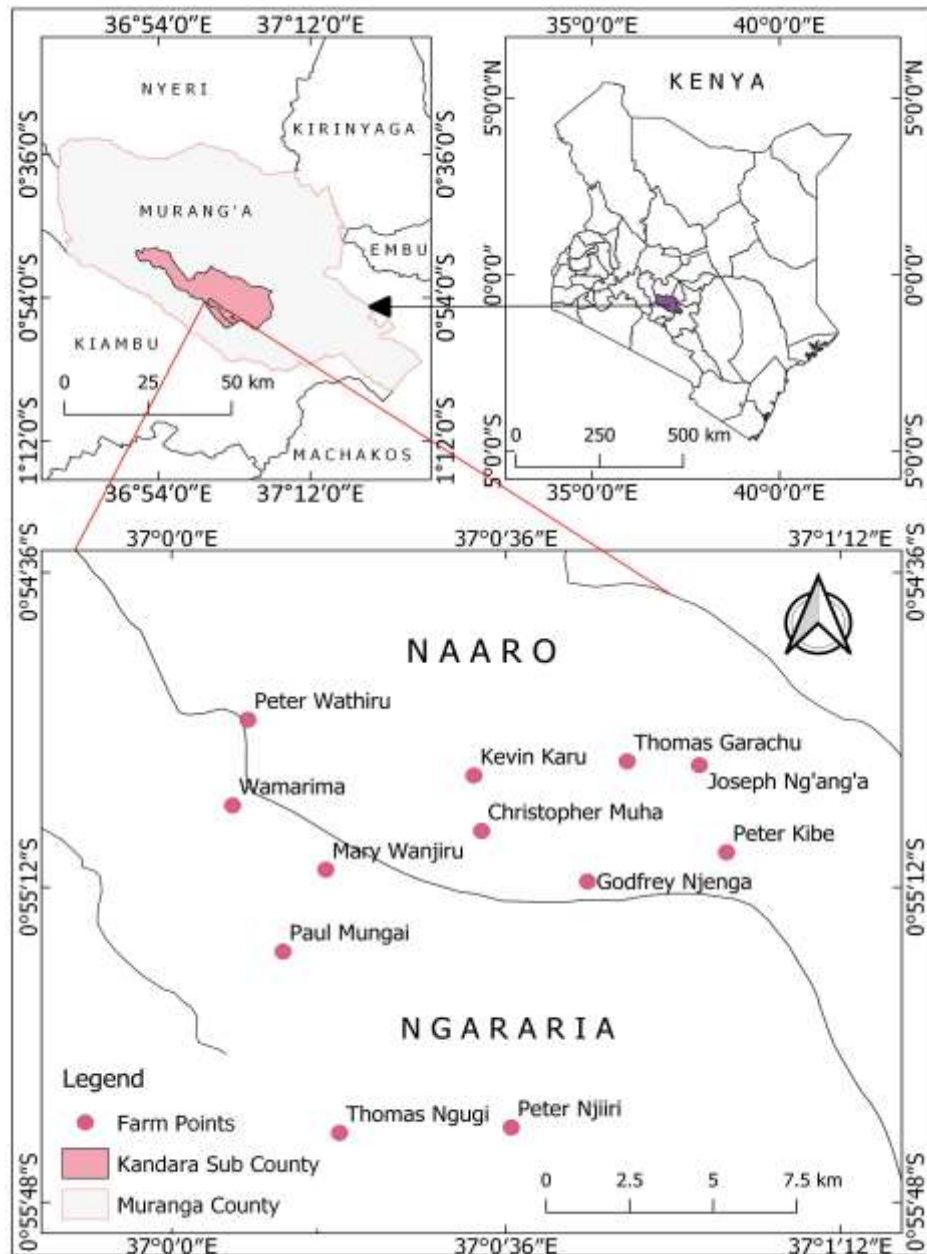 36°54′0″E 37°12′0″E
35°0′0″E 40°0′0″E
NYERI
KIRINYAGA
MURANG'A
EMBU
KIAMBU
MACHAKOS
0°36′0″S
0°54′0″S
1°12′0″S
0 25 50 km
0°36′0″S
0°54′0″S
1°12′0″S
36°54′0″E 37°12′0″E
KENYA
5°0′0″N
0°0′0″
5°0′0″S
0 250 500 km
5°0′0″N
0°0′0″
5°0′0″S
35°0′0″E 40°0′0″E
37°0′0″E 37°0′36″E 37°1′12″E
0°54′36″S
0°55′12″S
0°55′48″S
NAARO
Peter Wathiru
Thomas Garachu
Kevin Karu
Joseph Ng'ang'a
Wamarima
Christopher Muha
Peter Kibe
Mary Wanjiru
Godfrey Njenga
Paul Mungai
NGARARIA
Legend
Farm Points
Kandara Sub County
Muranga County
Thomas Ngugi
Peter Njiiri
0 2.5 5 7.5 km
0°54′36″S
0°55′12″S
0°55′48″S
37°0′0″E 37°0′36″E 37°1′12″E